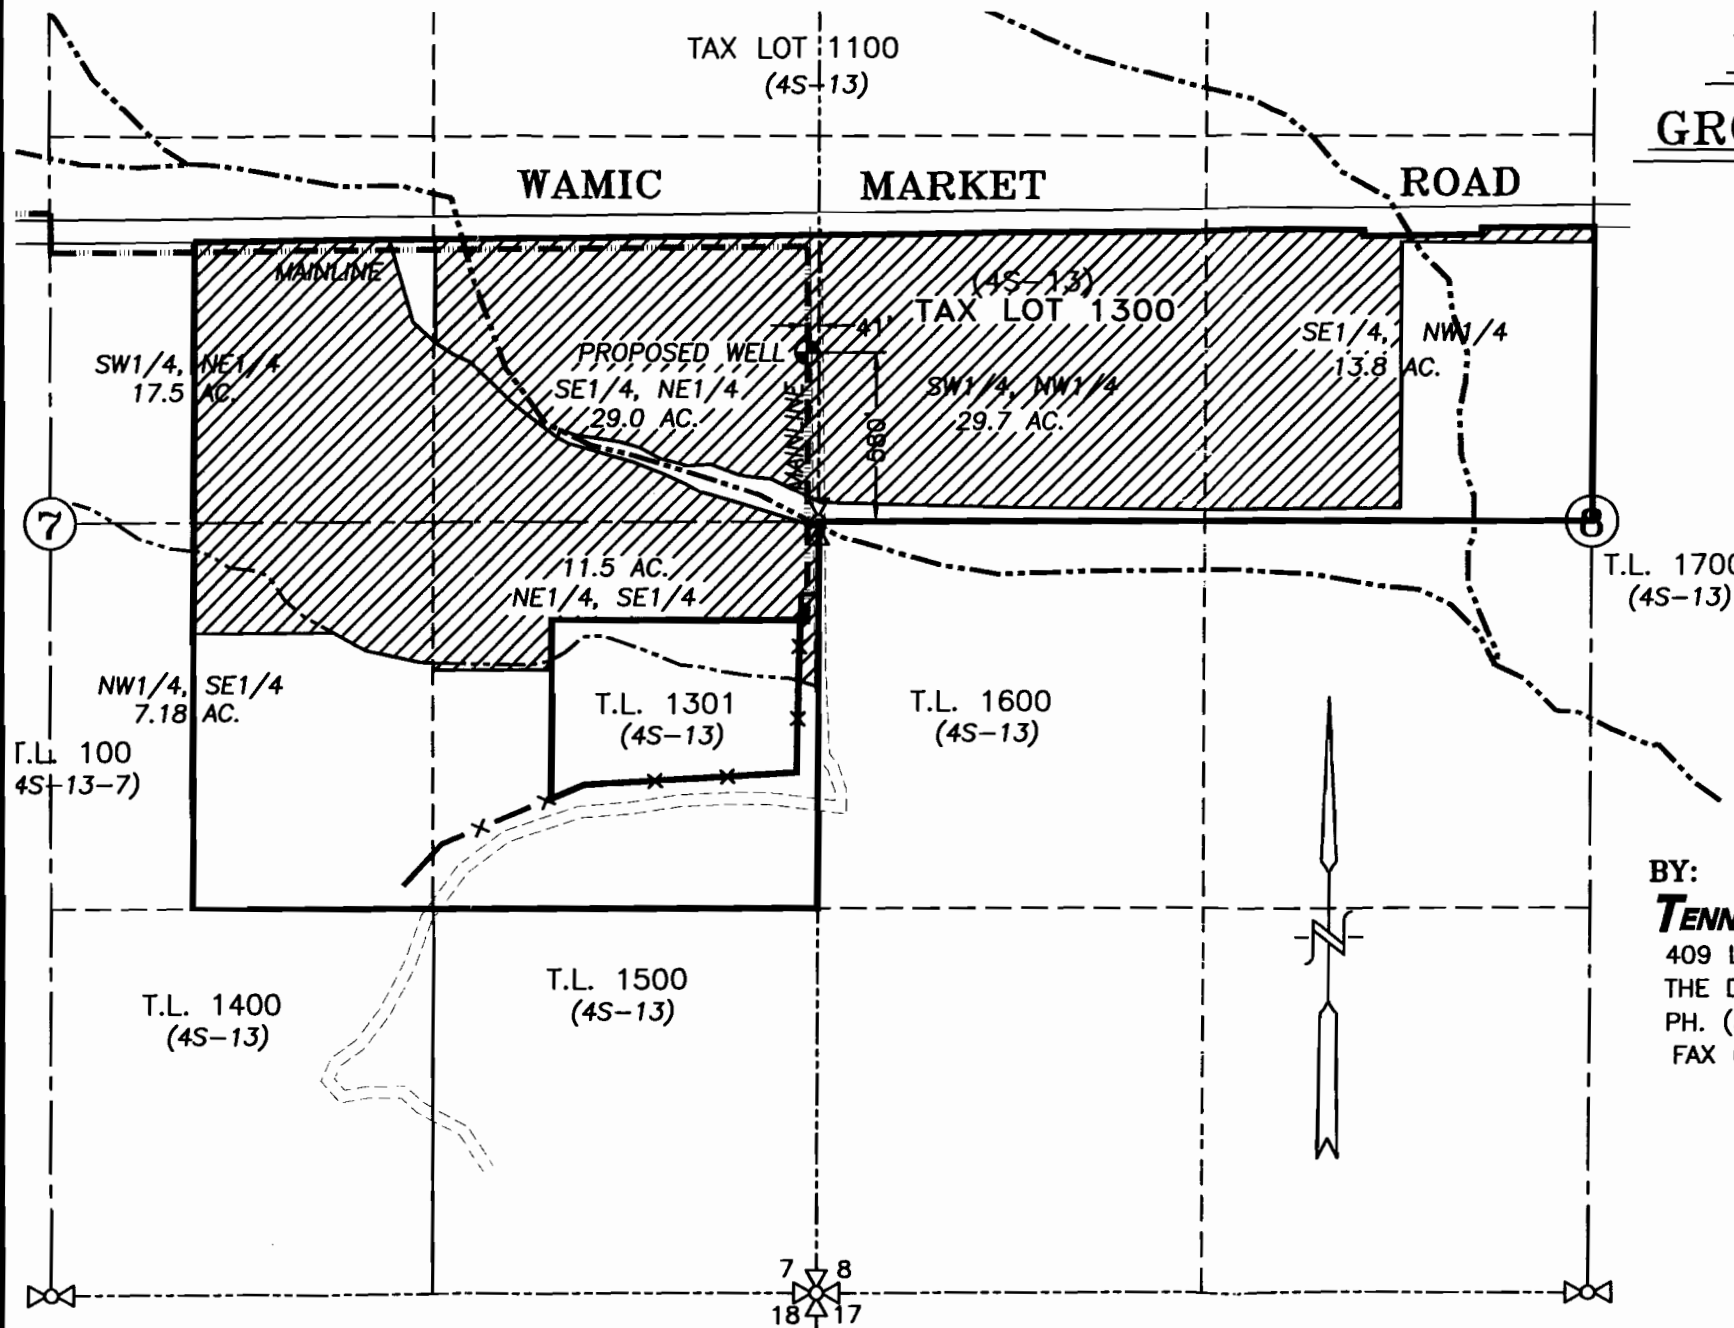 TAX LOT 1100
(4S-13)
WAMIC MARKET ROAD
MAINLINE
(4S-13)
TAX LOT 1300
41'
PROPOSED WELL
SW1/4, NE1/4
17.5 AC.
SE1/4, NE1/4
29.0 AC.
MAINLINE
680'
SW1/4, NW1/4
29.7 AC.
SE1/4, NW1/4
13.8 AC.
7
8
11.5 AC.
NE1/4, SE1/4
T.L. 1700
(4S-13)
NW1/4, SE1/4
7.18 AC.
T.L. 1301
(4S-13)
T.L. 1600
(4S-13)
T.L. 100
4S-13-7)
BY:
TENN
409
THE
PH. (
FAX
N
T.L. 1400
(4S-13)
T.L. 1500
(4S-13)
7 8
18 17